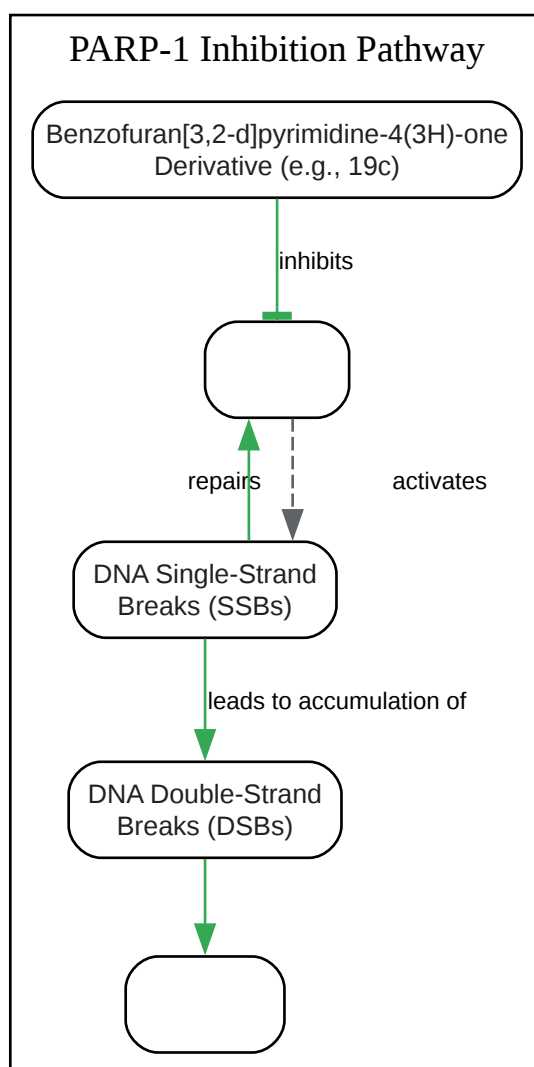 PARP-1 Inhibition Pathway
Benzofuran[3,2-d]pyrimidine-4(3H)-one
Derivative (e.g., 19c)
inhibits
repairs
activates
DNA Single-Strand
Breaks (SSBs)
leads to accumulation of
DNA Double-Strand
Breaks (DSBs)